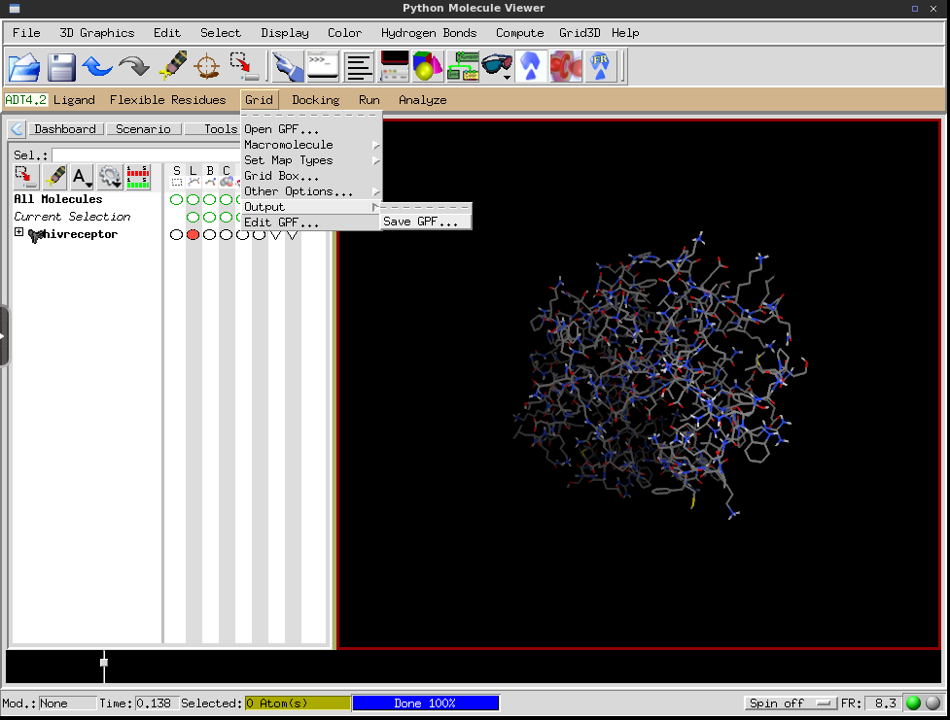 Python Molecule Viewer
File 3D Graphics Edit Select Display Color Hydrogen Bonds Compute Grid3D Help
ADT4.2 Ligand Flexible Residues Grid Docking Run Analyze
Dashboard Scenario Tools
Open GPF...
Macromolecule
Set Map Types
Grid Box...
Other Options...
Output
Edit GPF...
Save GPF...
Sel.:
A
S L B C
All Molecules
Current Selection
hivreceptor
Mod.: None Time: 0.138 Selected: 0 Atom(s) Done 100% Spin off FR: 8.3